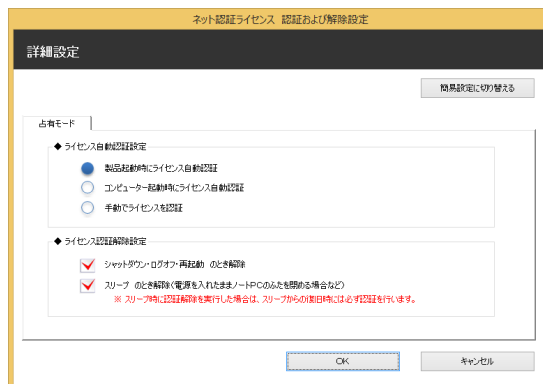 ネット認証ライセンス 認証および解除設定
詳細設定
簡易設定に切り替える
占有モード
◆ ライセンス自動認証設定
製品起動時にライセンス自動認証
コンピューター起動時にライセンス自動認証
手動でライセンスを認証
◆ ライセンス認証解除設定
シャットダウン・ログオフ・再起動 のとき解除
スリープ のとき解除(電源を入れたままノートPCのふたを閉める場合など)
※ スリープ時に認証解除を実行した場合は、スリープからの復旧時には必ず認証を行います。
OK
キャンセル